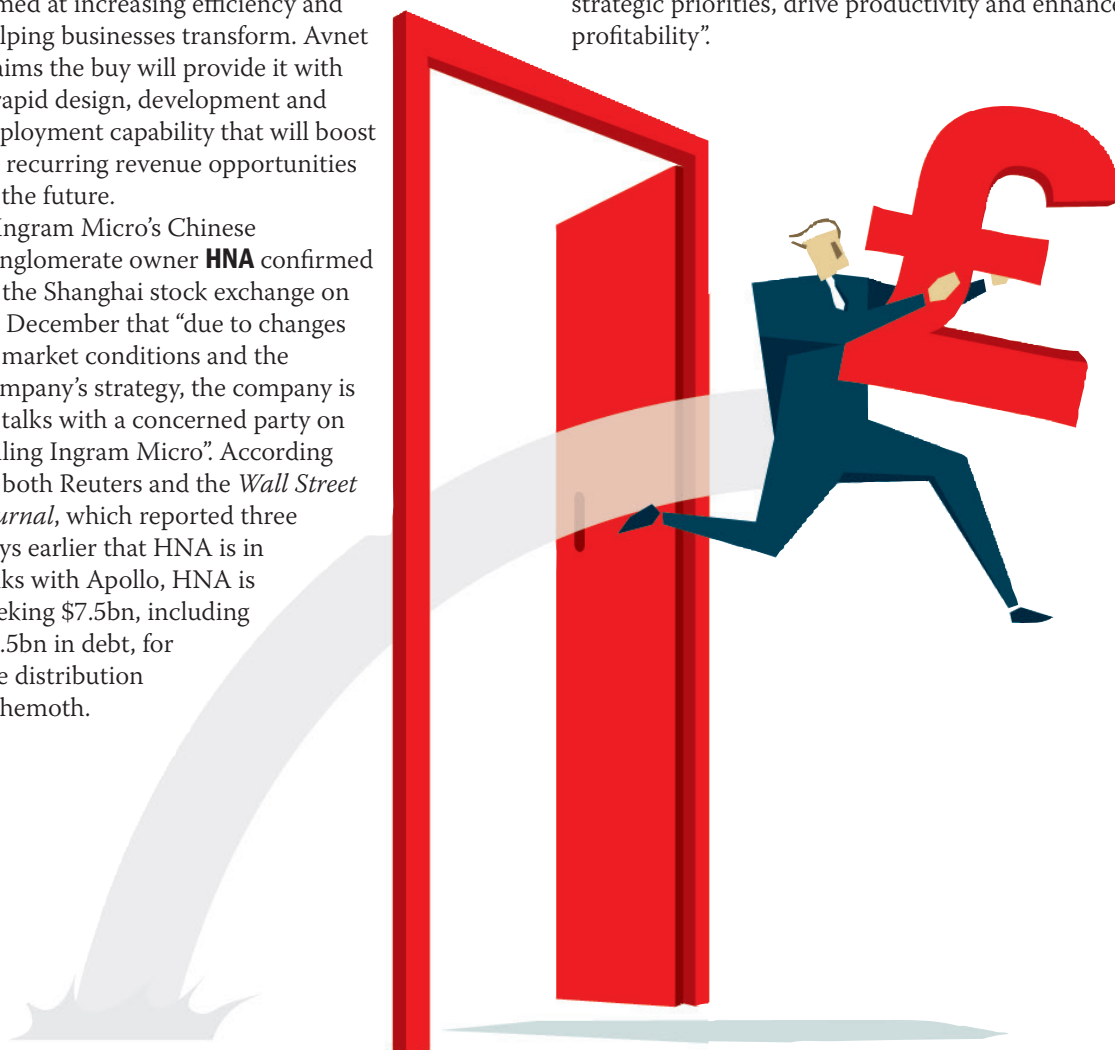 med at increasing efficiency and
lping businesses transform. Avnet
aims the buy will provide it with
rapid design, development and
ployment capability that will boost
recurring revenue opportunities
the future.
Ingram Micro’s Chinese
nglomerate owner HNA confirmed
the Shanghai stock exchange on
December that “due to changes
market conditions and the
mpany’s strategy, the company is
talks with a concerned party on
lling Ingram Micro”. According
both Reuters and the Wall Street
urnal, which reported three
ys earlier that HNA is in
lks with Apollo, HNA is
eking $7.5bn, including
.5bn in debt, for
e distribution
hemoth.
strategic priorities, drive productivity and enhance
profitability”.
£